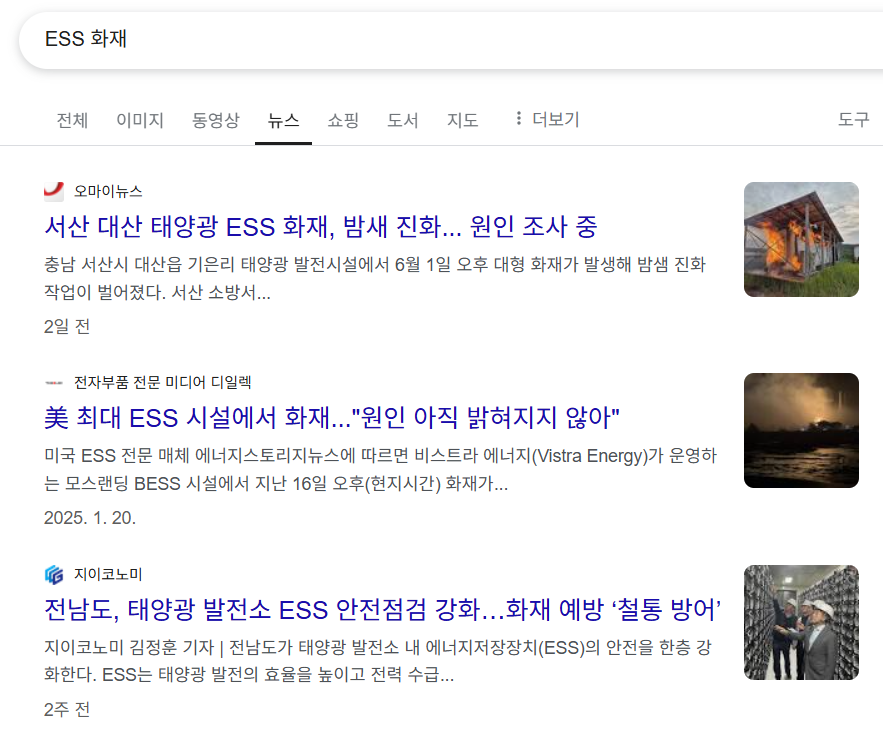 ESS 화재
전체 이미지 동영상 뉴스 쇼핑 도서 지도 더보기 도구
오마이뉴스
서산 대산 태양광 ESS 화재, 밤새 진화... 원인 조사 중
충남 서산시 대산읍 기은리 태양광 발전시설에서 6월 1일 오후 대형 화재가 발생해 밤샘 진화
작업이 벌어졌다. 서산 소방서...
2일 전
전자부품 전문 미디어 디일렉
美 최대 ESS 시설에서 화재..."원인 아직 밝혀지지 않아"
미국 ESS 전문 매체 에너지스토리지뉴스에 따르면 비스트라 에너지(Vistra Energy)가 운영하
는 모스랜딩 BESS 시설에서 지난 16일 오후(현지시간) 화재가...
2025. 1. 20.
지이코노미
전남도, 태양광 발전소 ESS 안전점검 강화…화재 예방 ‘철통 방어’
지이코노미 김정훈 기자 | 전남도가 태양광 발전소 내 에너지저장장치(ESS)의 안전을 한층 강
화한다. ESS는 태양광 발전의 효율을 높이고 전력 수급...
2주 전